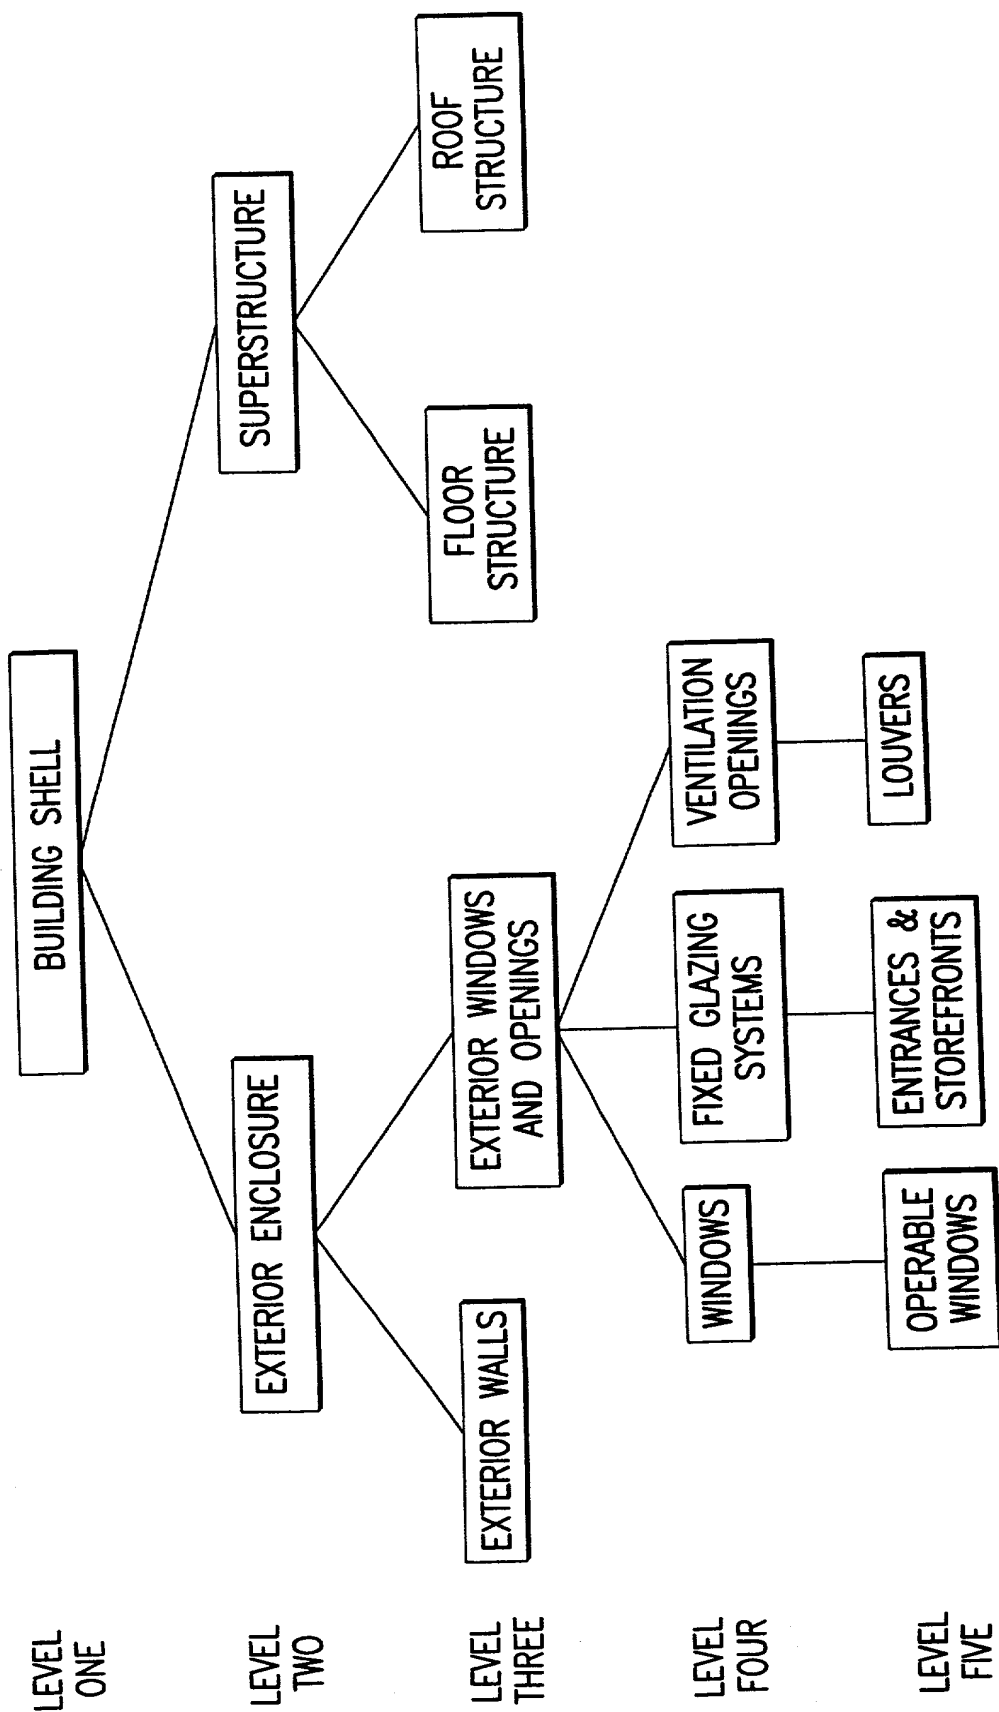 LEVEL
ONE
BUILDING SHELL
LEVEL
TWO
EXTERIOR ENCLOSURE
SUPERSTRUCTURE
LEVEL
THREE
EXTERIOR WALLS
EXTERIOR WINDOWS
AND OPENINGS
FLOOR
STRUCTURE
ROOF
STRUCTURE
LEVEL
FOUR
WINDOWS
FIXED GLAZING
SYSTEMS
VENTILATION
OPENINGS
LEVEL
FIVE
OPERABLE
WINDOWS
ENTRANCES &
STOREFRONTS
LOUVERS